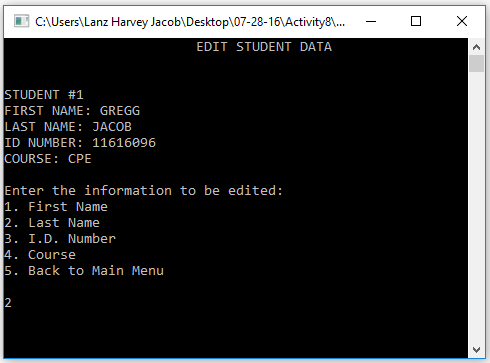 C:\Users\Lanz Harvey Jacob\Desktop\07-28-16\Activity8\...
EDIT STUDENT DATA
STUDENT #1
FIRST NAME: GREGG
LAST NAME: JACOB
ID NUMBER: 11616096
COURSE: CPE
Enter the information to be edited:
1. First Name
2. Last Name
3. I.D. Number
4. Course
5. Back to Main Menu
2